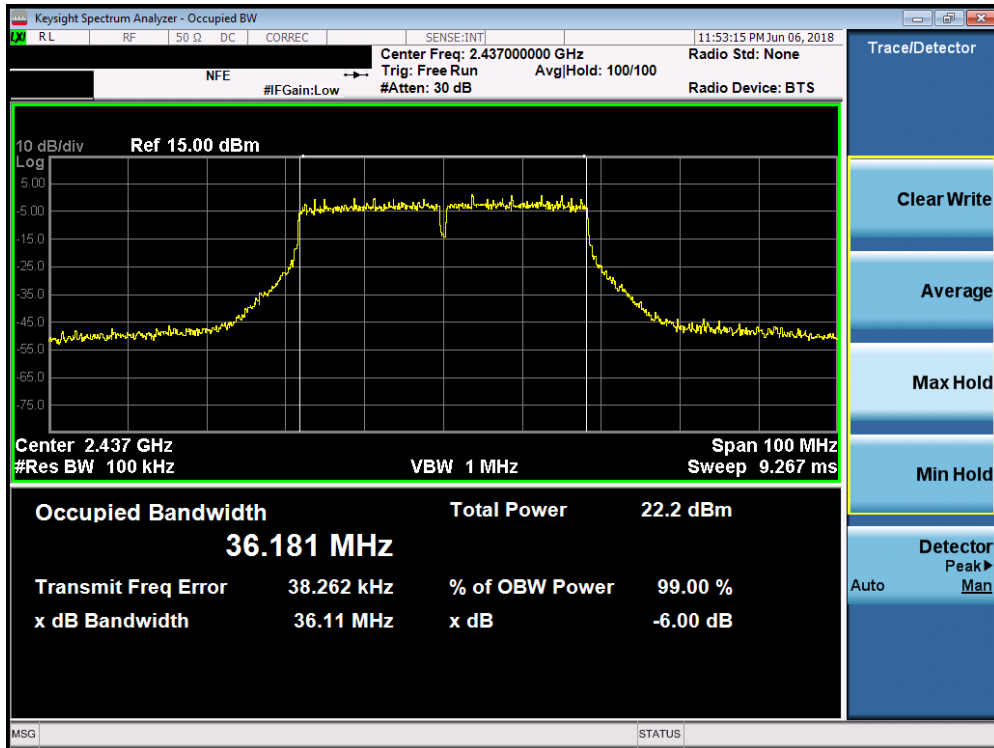 Keysight Spectrum Analyzer - Occupied BW
LXI RL RF 50 Ω DC CORREC SENSE:INT 11:53:15 PM Jun 06, 2018
Center Freq: 2.437000000 GHz Radio Std: None
NFE Trig: Free Run Avg|Hold: 100/100
#IFGain:Low #Atten: 30 dB Radio Device: BTS
10 dB/div Ref 15.00 dBm
Log
5.00
-5.00
-15.0
-25.0
-35.0
-45.0
-55.0
-65.0
-75.0
Center 2.437 GHz Span 100 MHz
#Res BW 100 kHz VBW 1 MHz Sweep 9.267 ms
Occupied Bandwidth Total Power 22.2 dBm
36.181 MHz
Transmit Freq Error 38.262 kHz % of OBW Power 99.00 %
x dB Bandwidth 36.11 MHz x dB -6.00 dB
MSG STATUS
Trace/Detector
Clear Write
Average
Max Hold
Min Hold
Detector
Peak▶
Auto Man